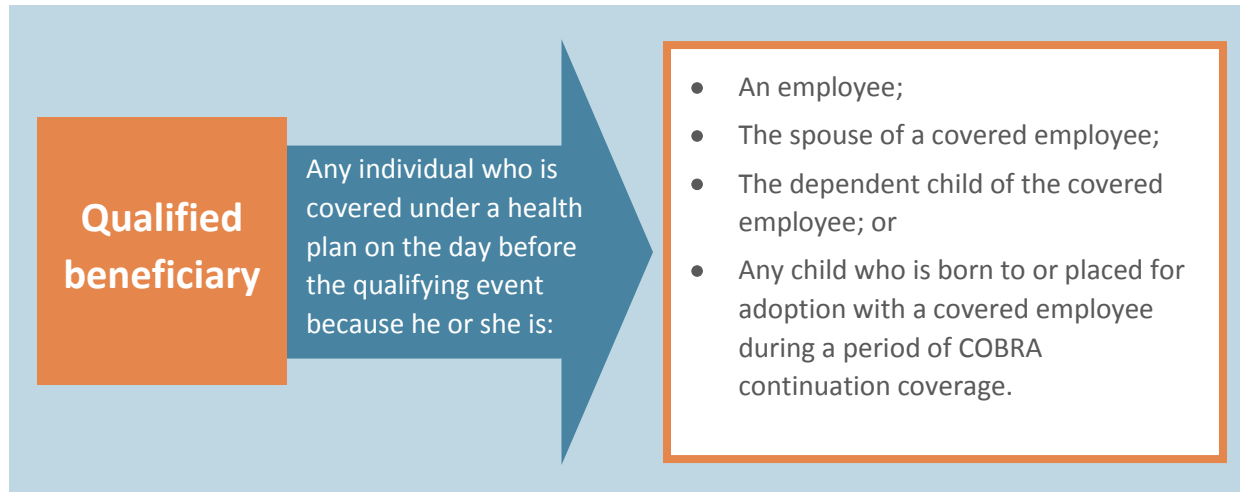 Qualified
beneficiary
Any individual who is
covered under a health
plan on the day before
the qualifying event
because he or she is:
● An employee;
● The spouse of a covered employee;
● The dependent child of the covered
employee; or
● Any child who is born to or placed for
adoption with a covered employee
during a period of COBRA
continuation coverage.